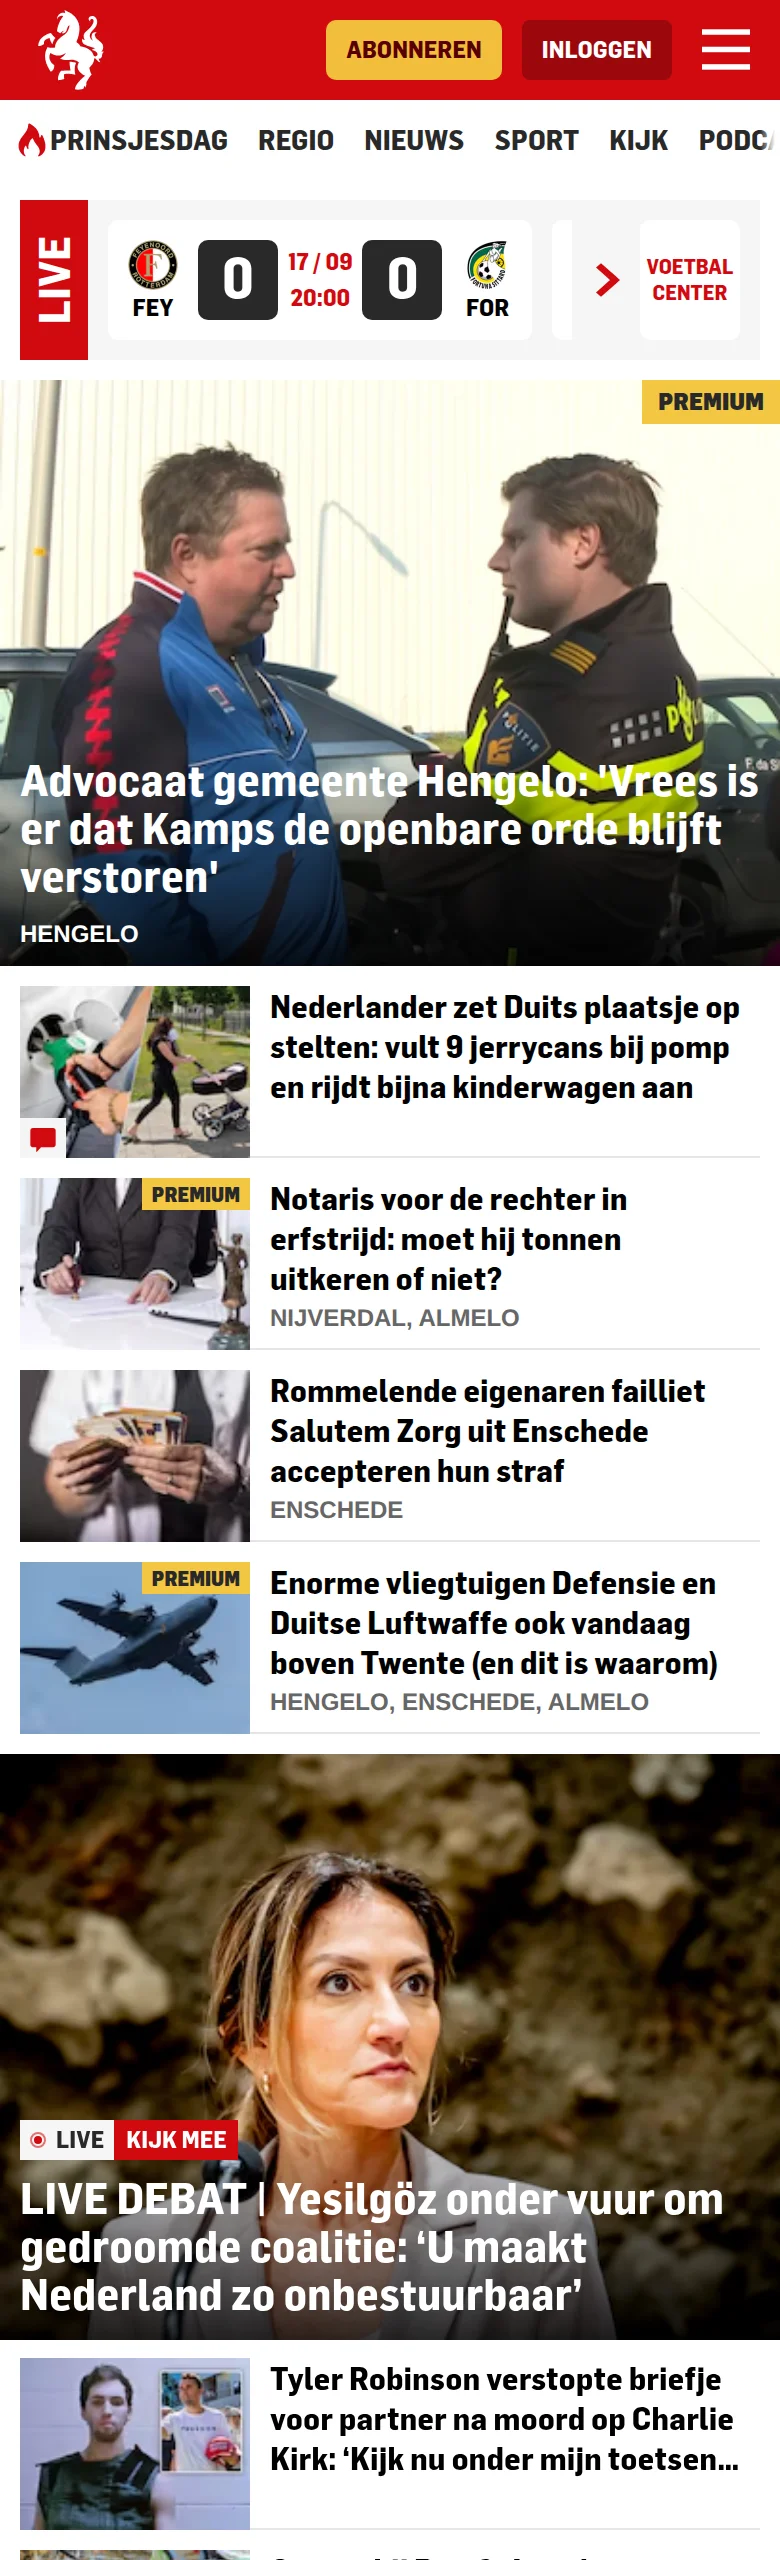 ABONNEREN
INLOGGEN
PRINSJESDAG REGIO NIEUWS SPORT KIJK
LIVE
FEY
0
17 / 09
20:00
0
FOR
VOETBAL
CENTER
PREMIUM
POLITIE
Advocaat gemeente Hengelo: 'Vrees is
er dat Kamps de openbare orde blijft
verstoren'
HENGELO
Nederlander zet Duits plaatsje op
stelten: vult 9 jerrycans bij pomp
en rijdt bijna kinderwagen aan
PREMIUM
Notaris voor de rechter in
erfstrijd: moet hij tonnen
uitkeren of niet?
NIJVERDAL, ALMELO
Rommelende eigenaren failliet
Salutem Zorg uit Enschede
accepteren hun straf
ENSCHEDE
PREMIUM
Enorme vliegtuigen Defensie en
Duitse Luftwaffe ook vandaag
boven Twente (en dit is waarom)
HENGELO, ENSCHEDE, ALMELO
LIVE KIJK MEE
LIVE DEBAT | Yesilgöz onder vuur om
gedroomde coalitie: ‘U maakt
Nederland zo onbestuurbaar’
Tyler Robinson verstopte briefje
voor partner na moord op Charlie
Kirk: ‘Kijk nu onder mijn toetsen...